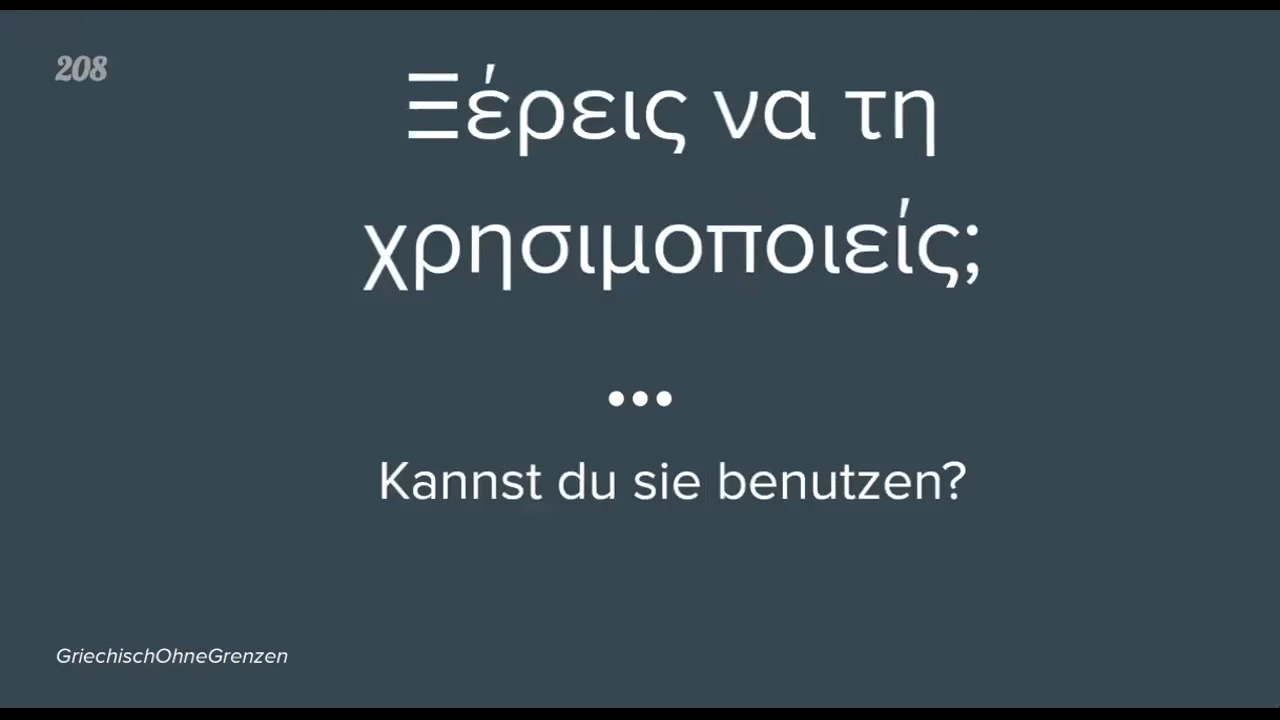 208
Ξέρεις να τη
χρησιμοποιείς;
...
Kannst du sie benutzen?
GriechischOhneGrenzen